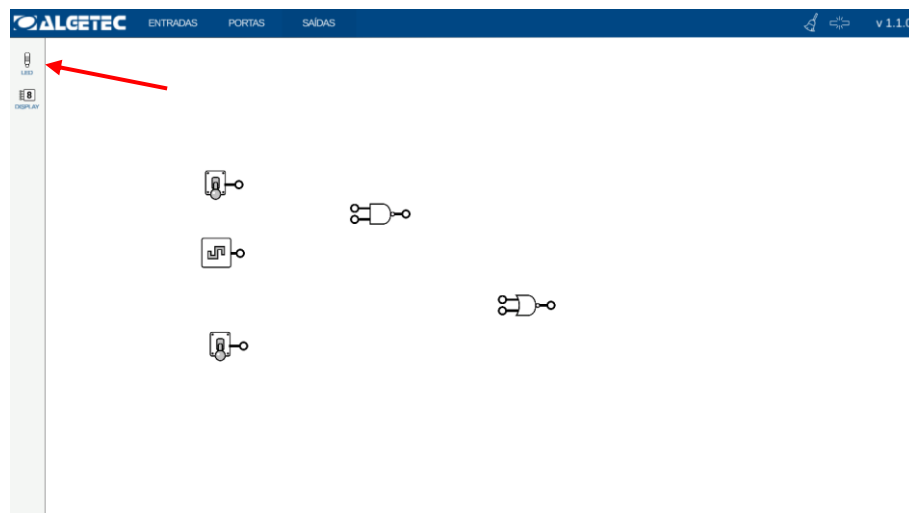 ALGETEC ENTRADAS PORTAS SAÍDAS v 1.1.0
LED
8
DISPLAY